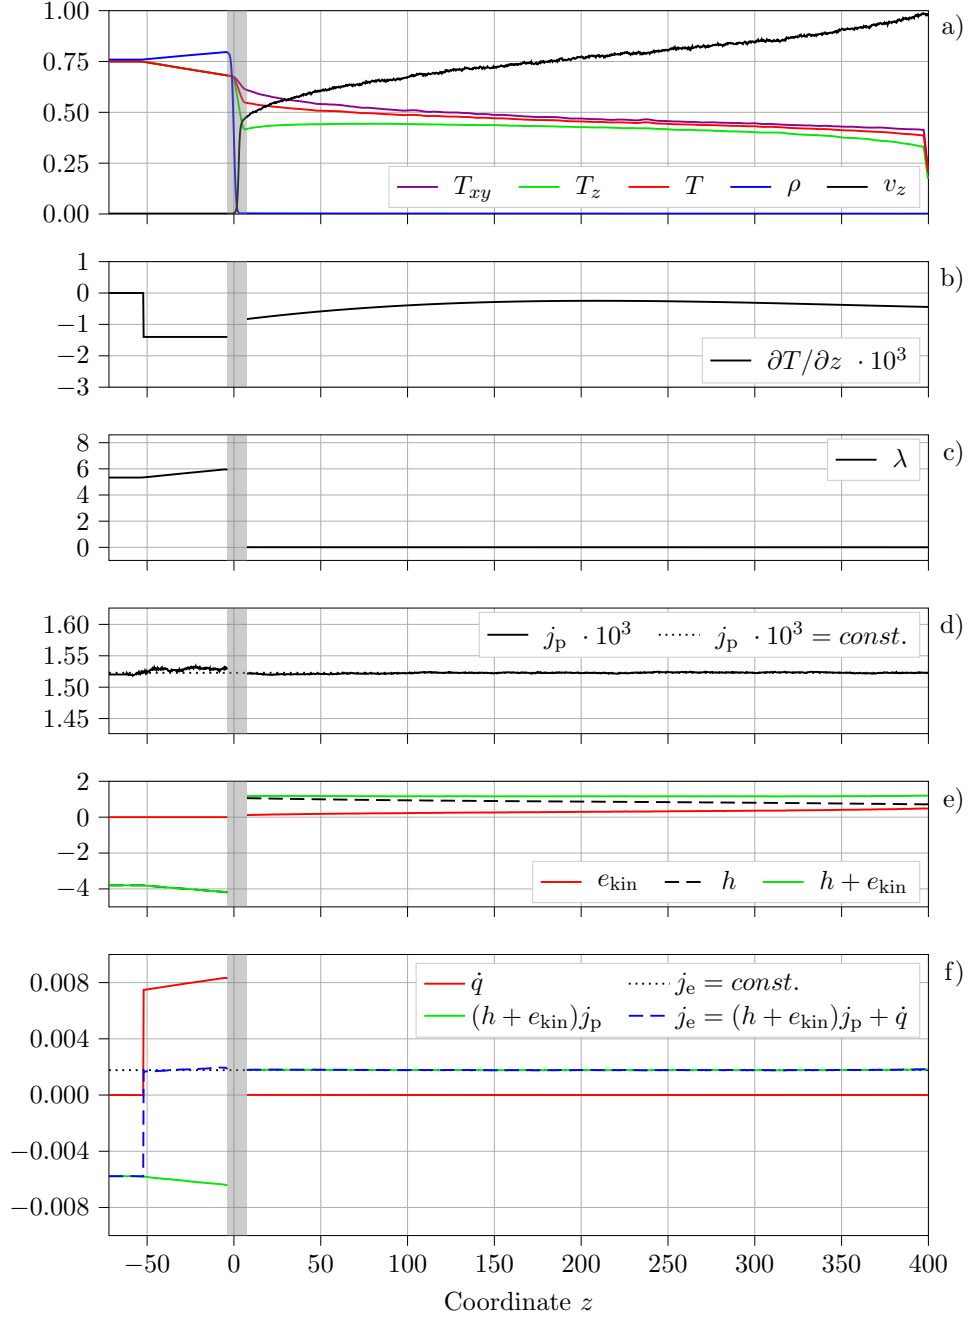 1.00
0.75
0.50
0.25
0.00
a)
T_xy T_z T ρ v_z
1
0
−1
−2
−3
b)
∂T/∂z · 10³
8
6
4
2
0
c)
λ
1.60
1.55
1.50
1.45
d)
j_p · 10³ j_p · 10³ = const.
2
0
−2
−4
e)
e_kin h h + e_kin
0.008
0.004
0.000
−0.004
−0.008
f)
q̇ j_e = const.
(h + e_kin)j_p j_e = (h + e_kin)j_p + q̇
−50 0 50 100 150 200 250 300 350 400
Coordinate z